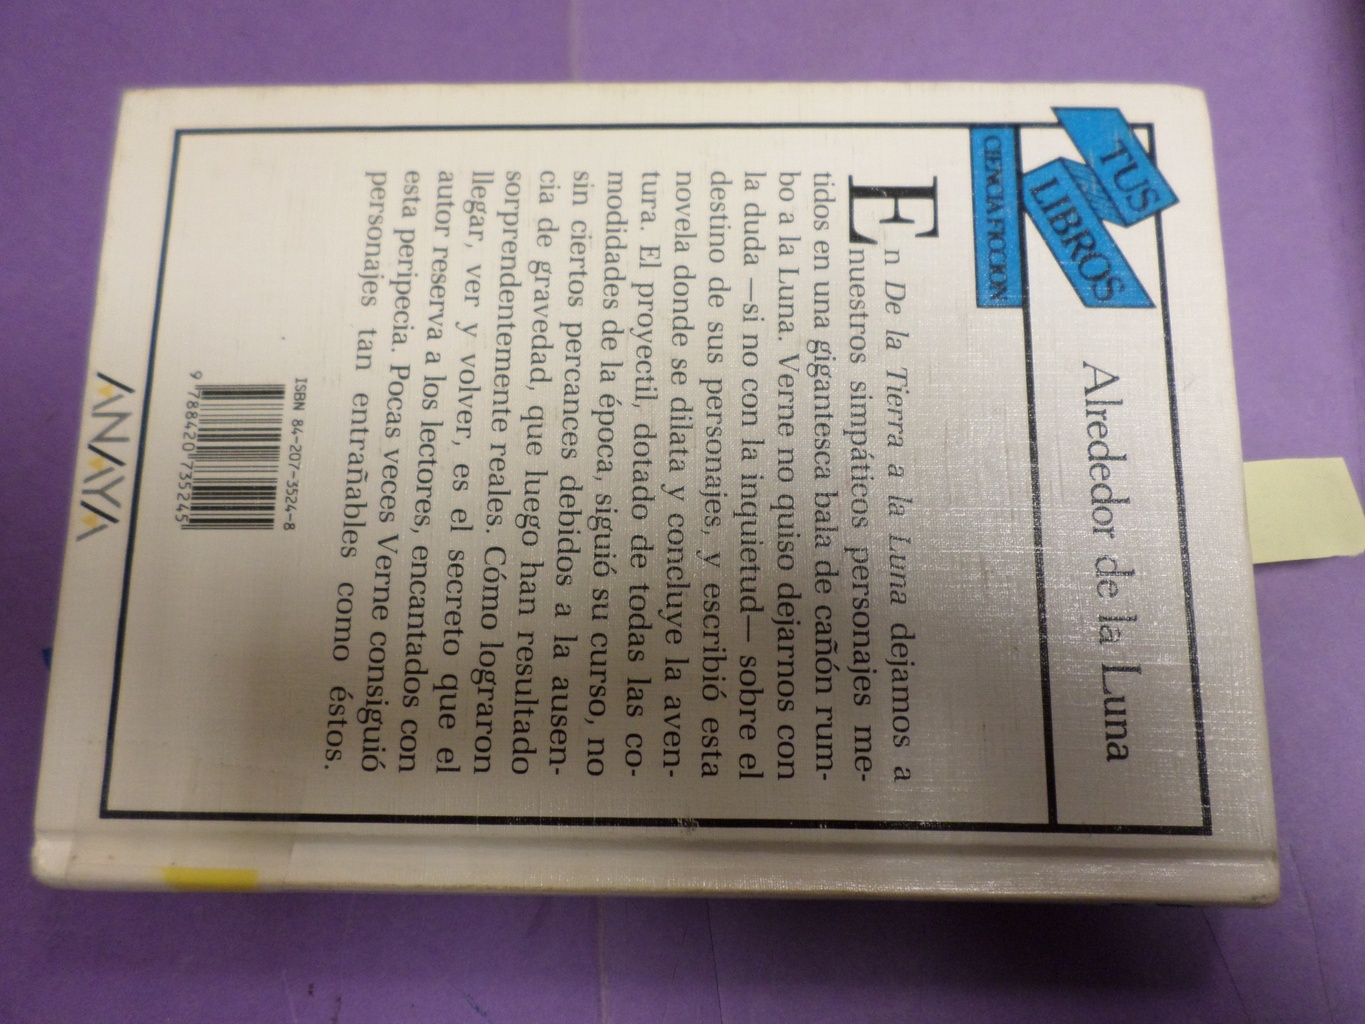 TUS
LIBROS
Alrededor de la Luna
CIENCIA FICCION
En De la Tierra a la Luna dejamos a
nuestros simpáticos personajes me-
tidos en una gigantesca bala de cañón rum-
bo a la Luna. Verne no quiso dejarnos con
la duda —si no con la inquietud— sobre el
destino de sus personajes, y escribió esta
novela donde se dilata y concluye la aven-
tura. El proyectil, dotado de todas las co-
modidades de la época, siguió su curso, no
sin ciertos percances debidos a la ausen-
cia de gravedad, que luego han resultado
sorprendentemente reales. Cómo lograron
llegar, ver y volver, es el secreto que el
autor reserva a los lectores, encantados con
esta peripecia. Pocas veces Verne consiguió
personajes tan entrañables como éstos.
ISBN 84-207-3524-8
9 788420 735245
ANAYA